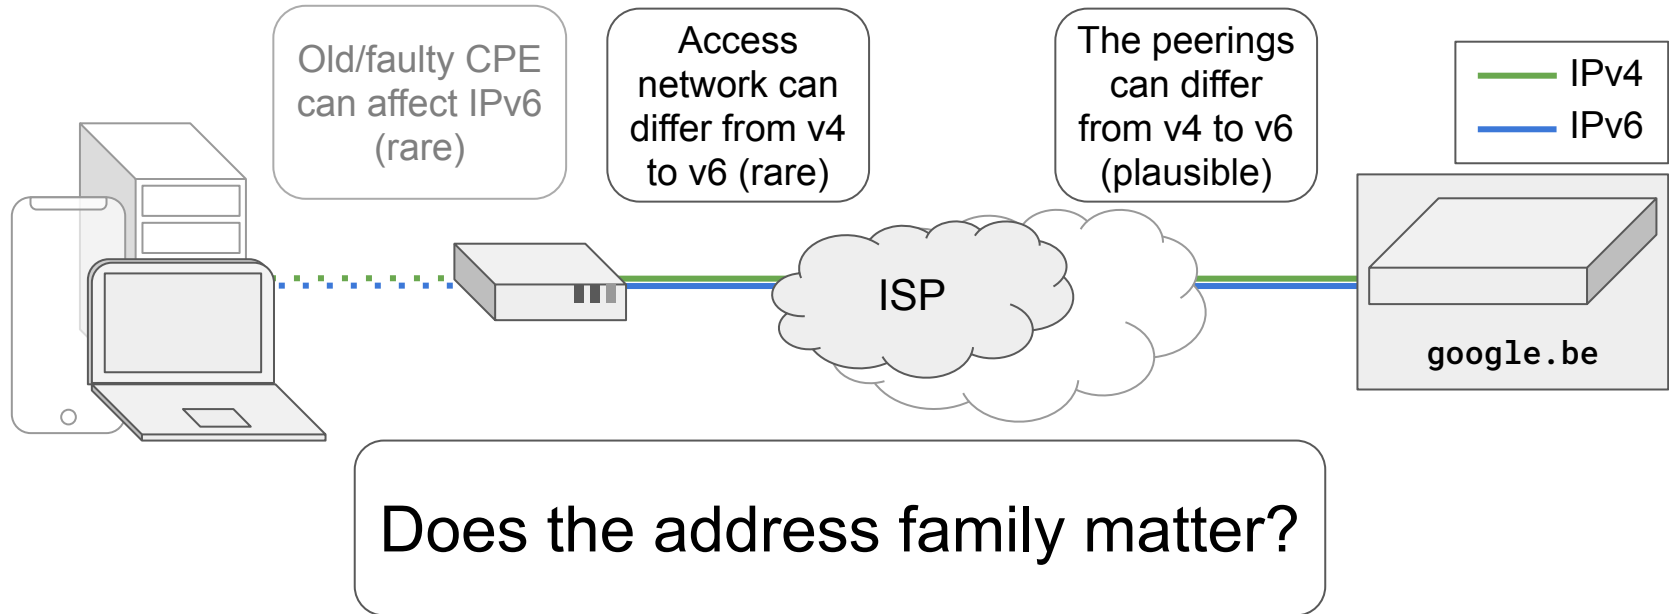 Old/faulty CPE
can affect IPv6
(rare)
Access
network can
differ from v4
to v6 (rare)
The peerings
can differ
from v4 to v6
(plausible)
IPv4
IPv6
ISP
google.be
Does the address family matter?